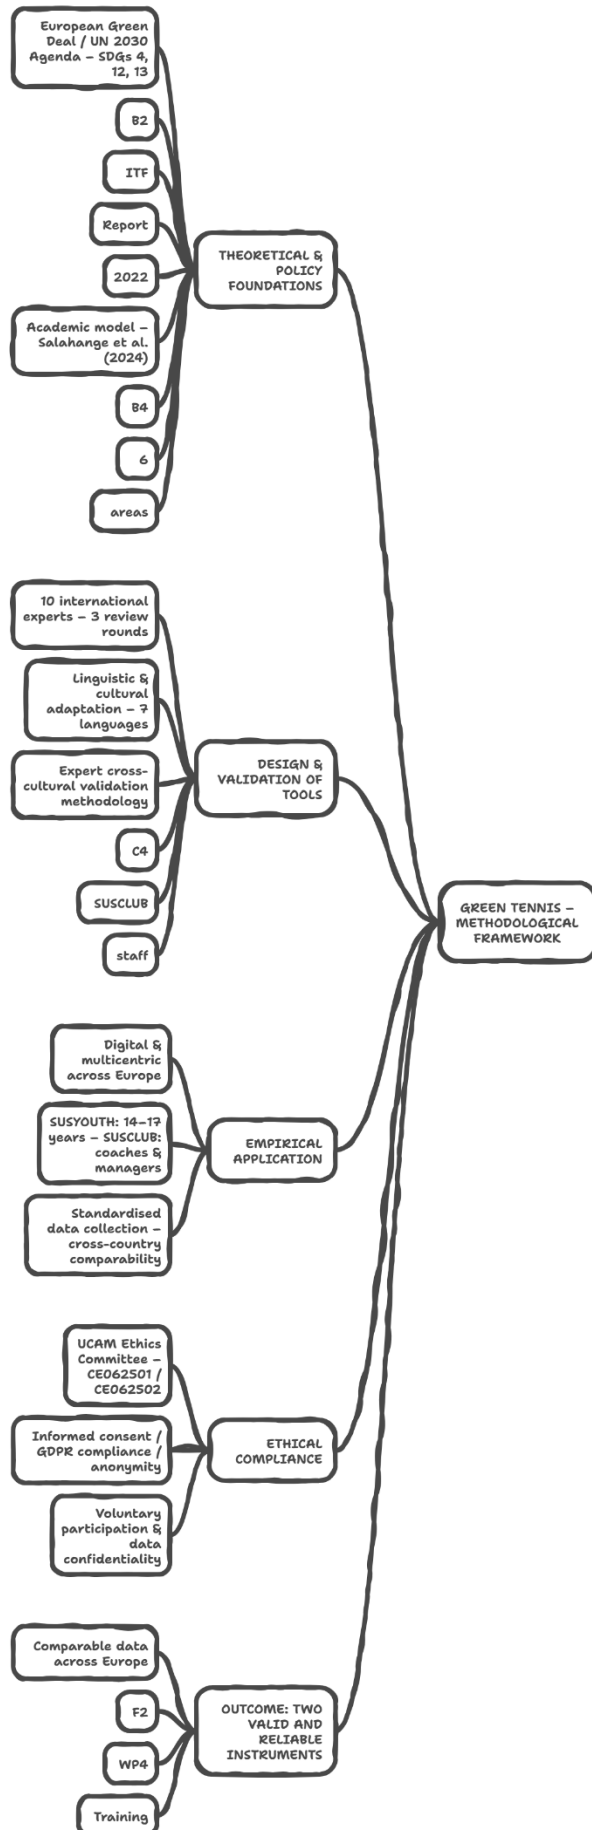 European Green
Deal / UN 2030
Agenda – SDGs 4,
12, 13
B2
ITF
Report
2022
Academic model –
Salahange et al.
(2024)
B4
6
areas
THEORETICAL &
POLICY
FOUNDATIONS
10 international
experts – 3 review
rounds
Linguistic &
cultural
adaptation – 7
languages
Expert cross-
cultural validation
methodology
C4
SUSCLUB
staff
DESIGN &
VALIDATION OF
TOOLS
GREEN TENNIS –
METHODOLOGICAL
FRAMEWORK
Digital &
multicentric
across Europe
SUSYOUTH: 14–17
years – SUSCLUB:
coaches &
managers
Standardised
data collection –
cross-country
comparability
EMPIRICAL
APPLICATION
UCAM Ethics
Committee –
CE062501 /
CE062502
Informed consent /
GDPR compliance /
anonymity
Voluntary
participation &
data
confidentiality
ETHICAL
COMPLIANCE
Comparable data
across Europe
F2
WP4
Training
OUTCOME: TWO
VALID AND
RELIABLE
INSTRUMENTS